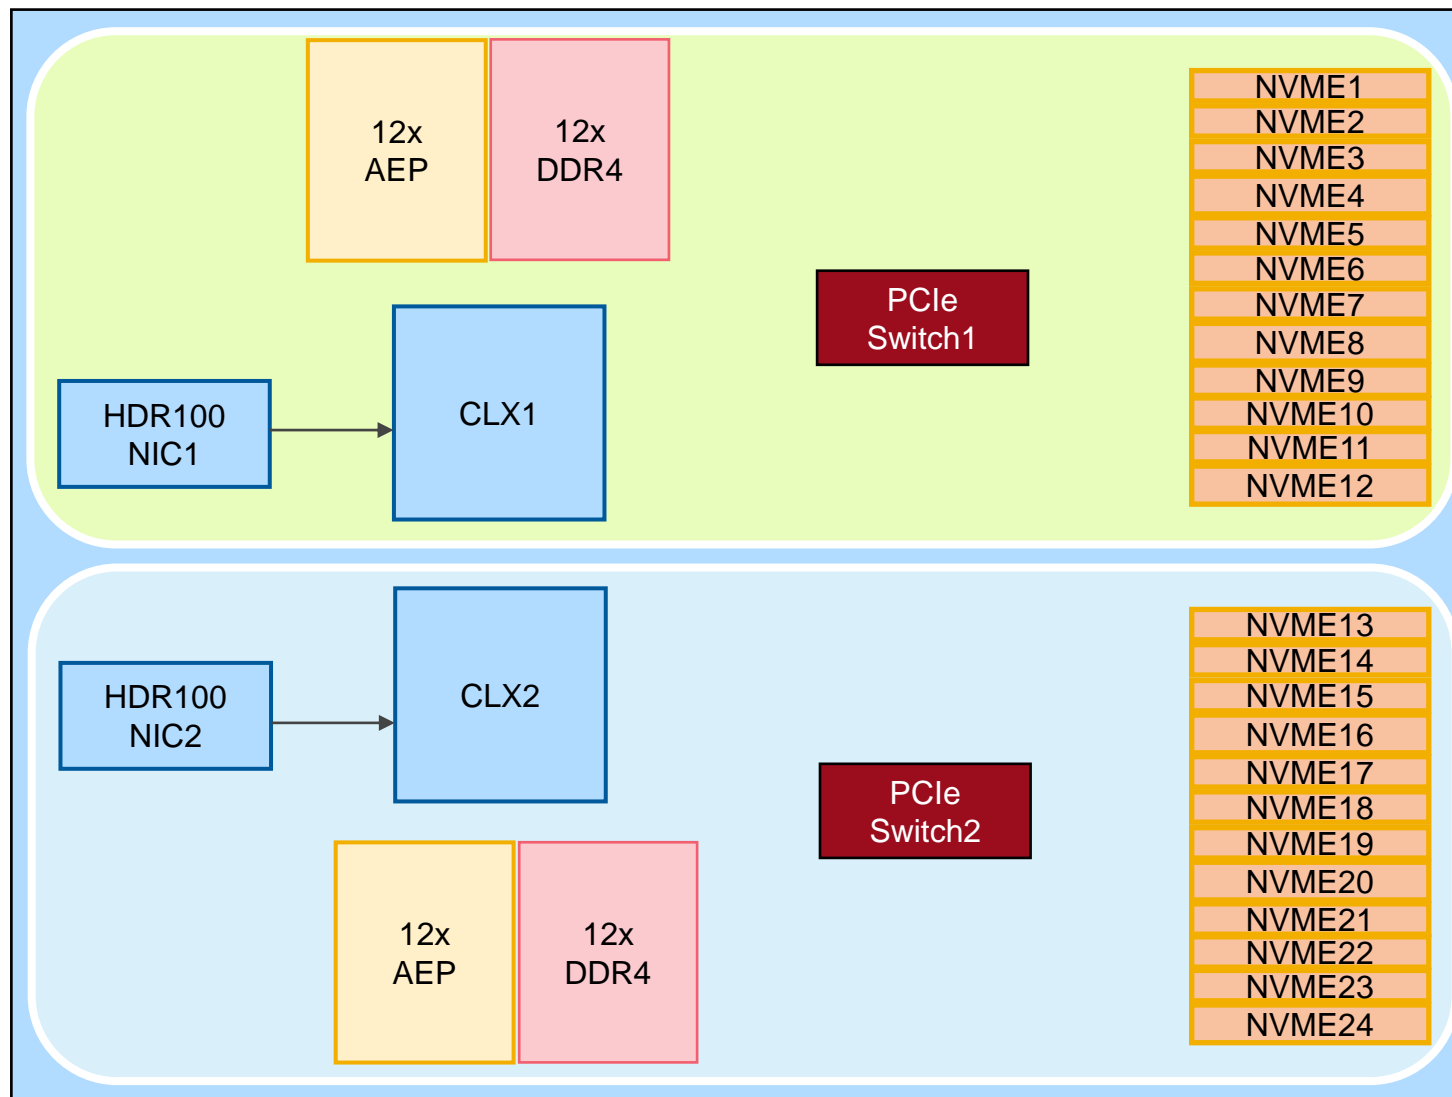 12x
AEP
12x
DDR4
PCIe
Switch1
HDR100
NIC1
CLX1
NVME1
NVME2
NVME3
NVME4
NVME5
NVME6
NVME7
NVME8
NVME9
NVME10
NVME11
NVME12
HDR100
NIC2
CLX2
PCIe
Switch2
12x
AEP
12x
DDR4
NVME13
NVME14
NVME15
NVME16
NVME17
NVME18
NVME19
NVME20
NVME21
NVME22
NVME23
NVME24